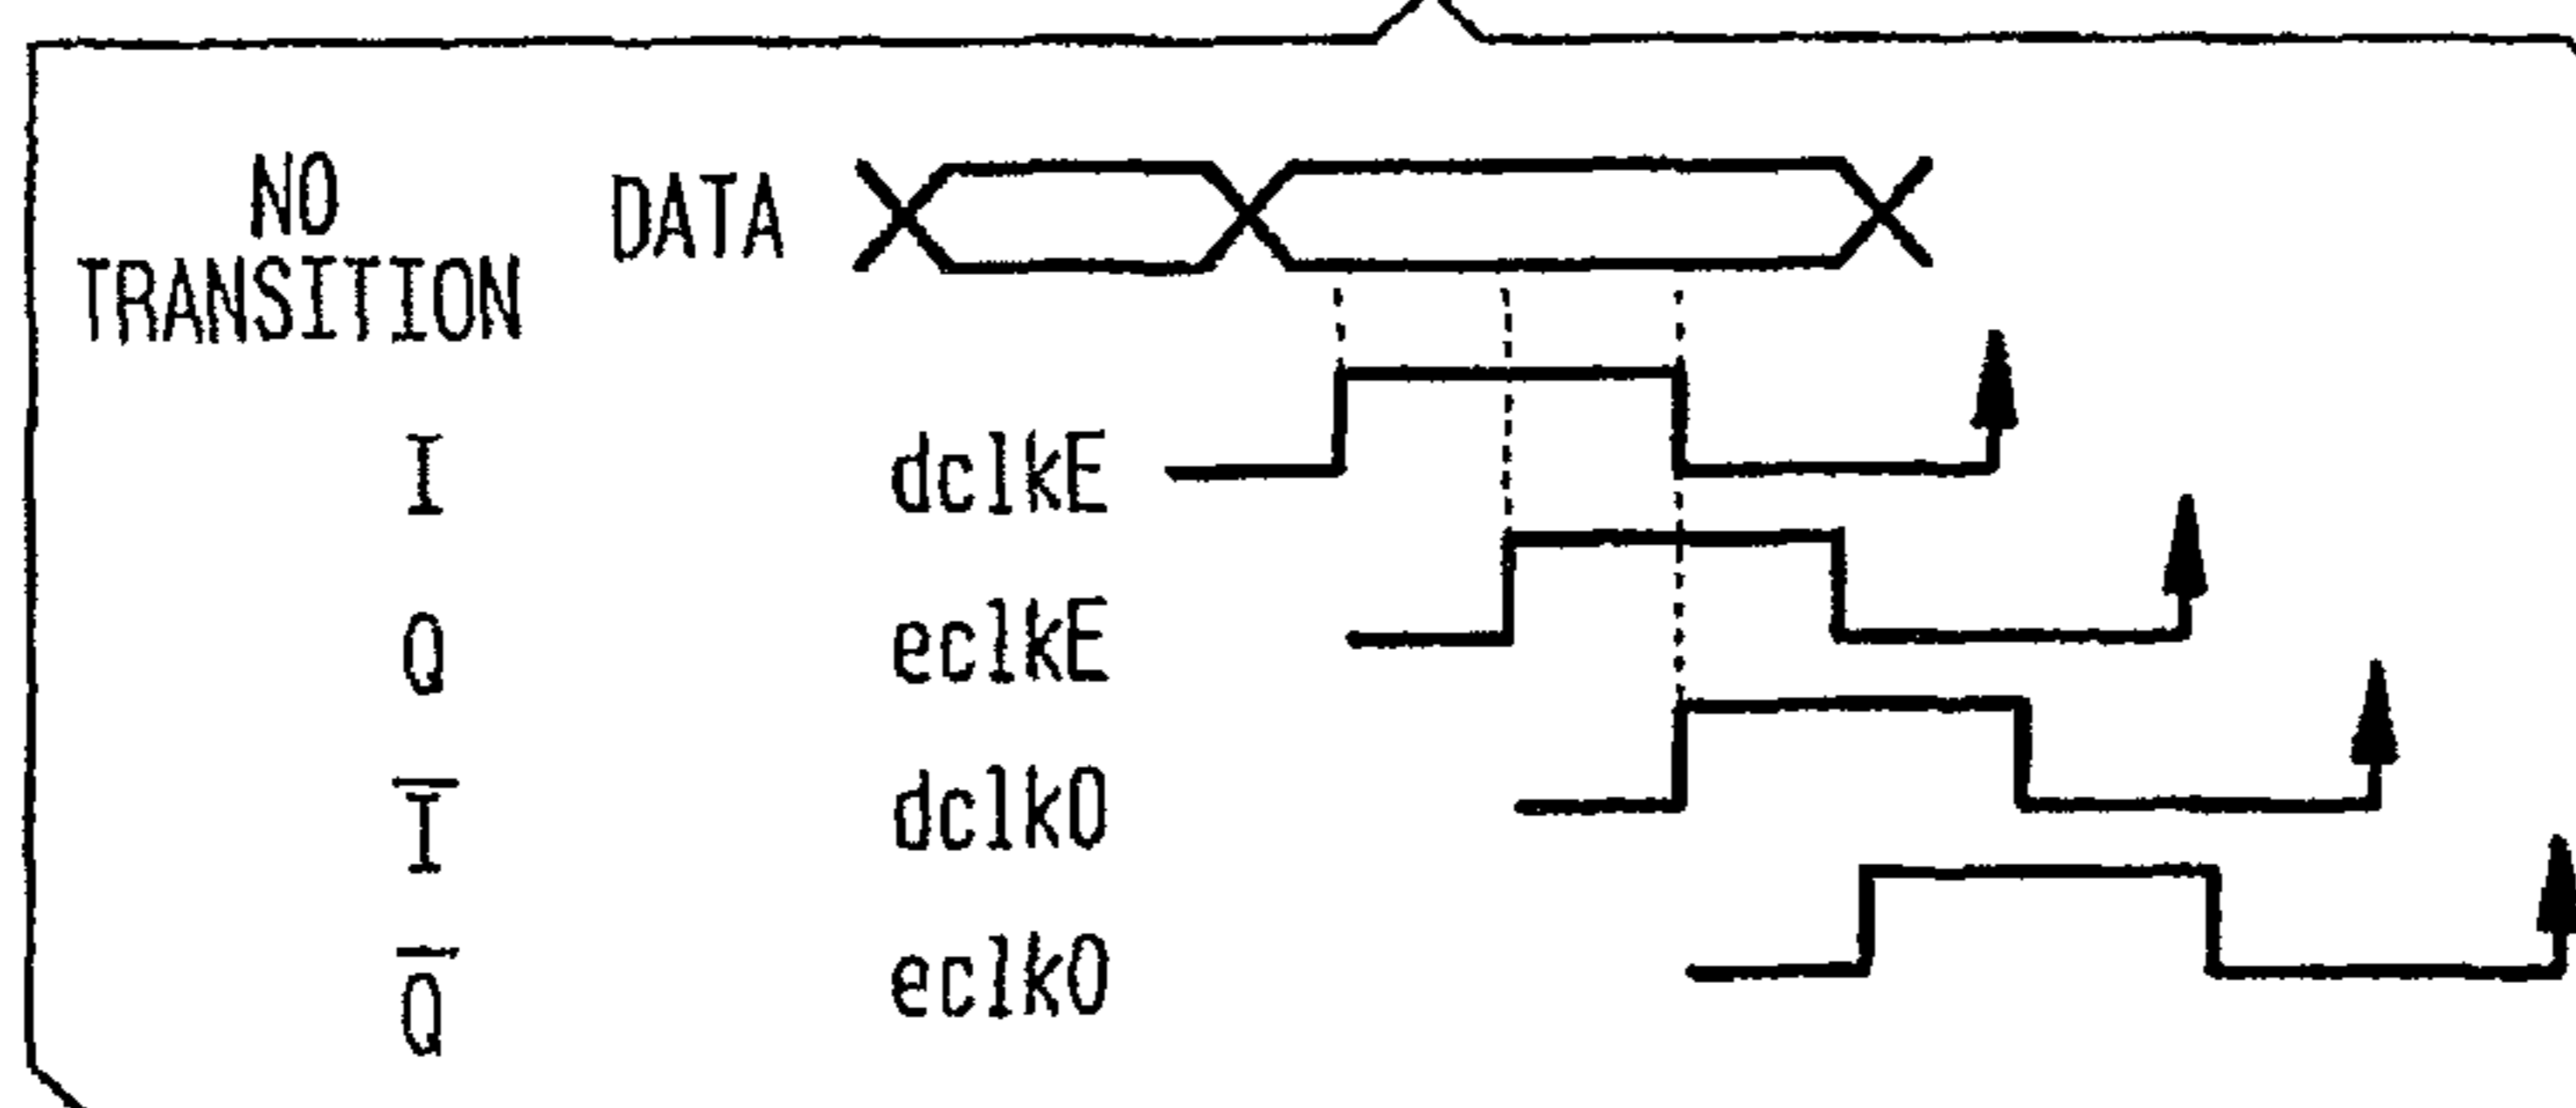 NO
TRANSITION
DATA
I dclkE
Q eclkE
I̅ dclkO
Q̅ eclkO